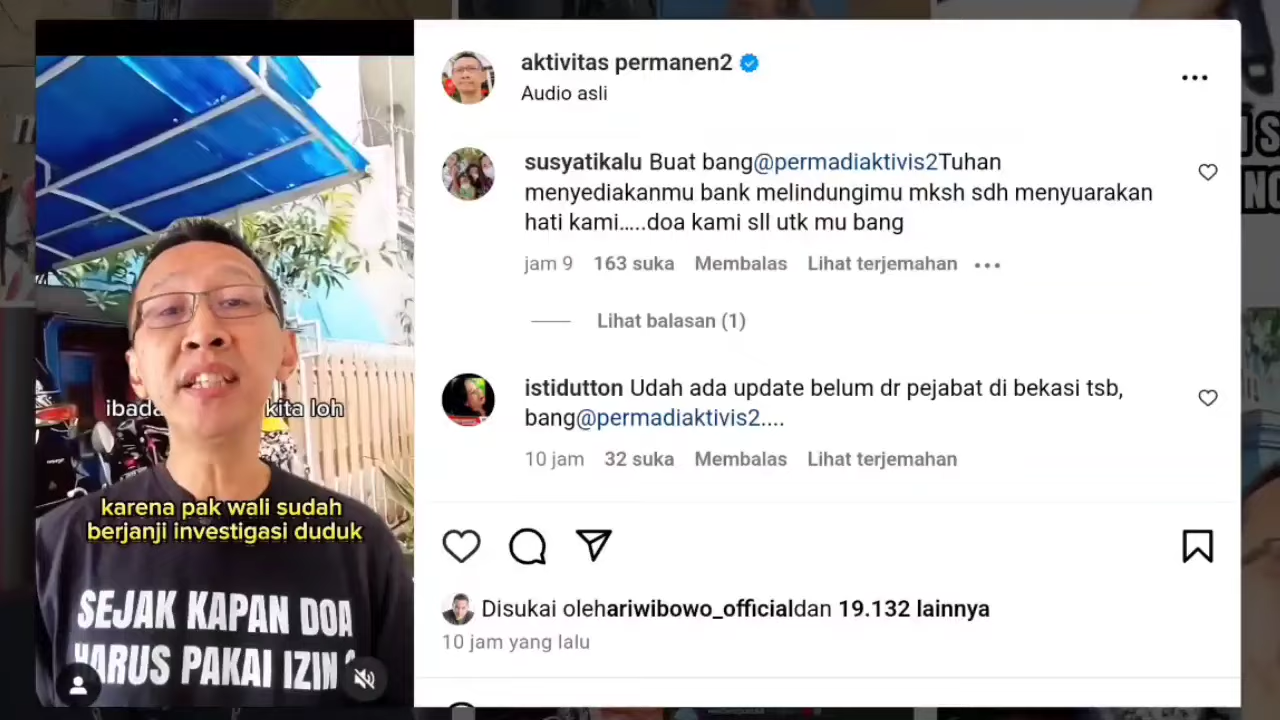 aktivitas permanen2
Audio asli
susyatikalu Buat bang@permadiaktivis2Tuhan
menyediakanmu bank melindungimu mksh sdh menyuarakan
hati kami.....doa kami sll utk mu bang
jam 9 163 suka Membalas Lihat terjemahan
Lihat balasan (1)
istidutton Udah ada update belum dr pejabat di bekasi tsb,
bang@permadiaktivis2....
10 jam 32 suka Membalas Lihat terjemahan
Disukai olehariwibowo_officialdan 19.132 lainnya
10 jam yang lalu
kita loh
karena pak wali sudah
berjanji investigasi duduk
SEJAK KAPAN DOA
HARUS PAKAI IZIN ?